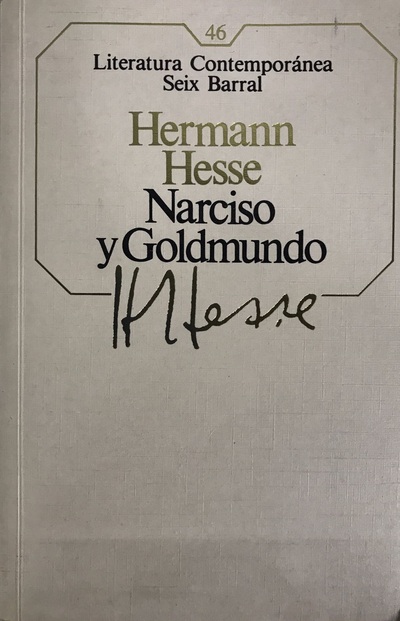 46
Literatura Contemporánea
Seix Barral
Hermann
Hesse
Narciso
y Goldmundo
HHesse